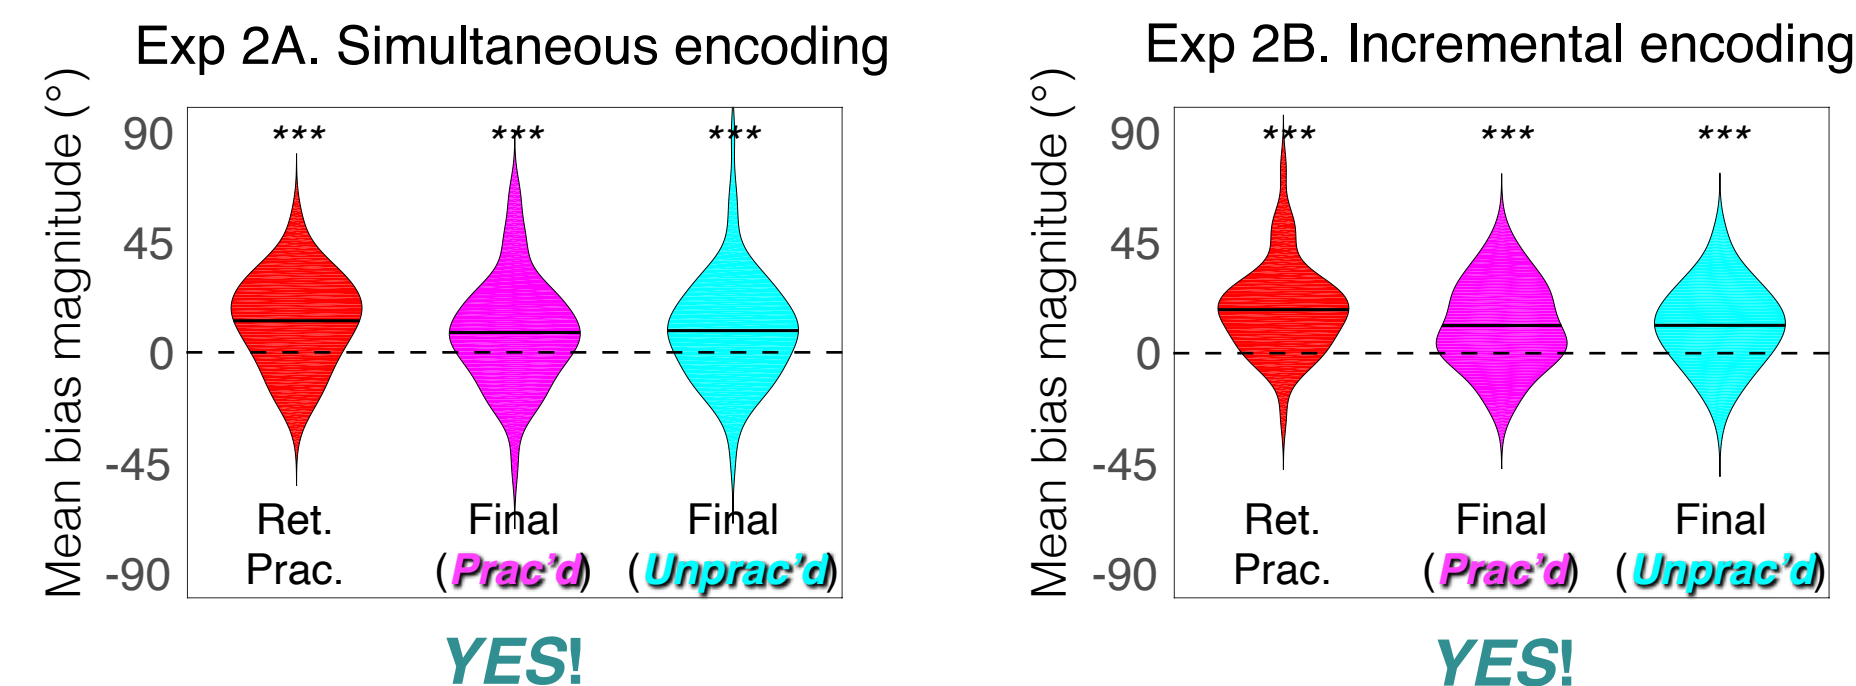 Exp 2A. Simultaneous encoding
Mean bias magnitude (°)
90
45
0
-45
-90
*** *** ***
Ret. Prac.
Final (Prac'd)
Final (Unprac'd)
YES!
Exp 2B. Incremental encoding
Mean bias magnitude (°)
90
45
0
-45
-90
*** *** ***
Ret. Prac.
Final (Prac'd)
Final (Unprac'd)
YES!